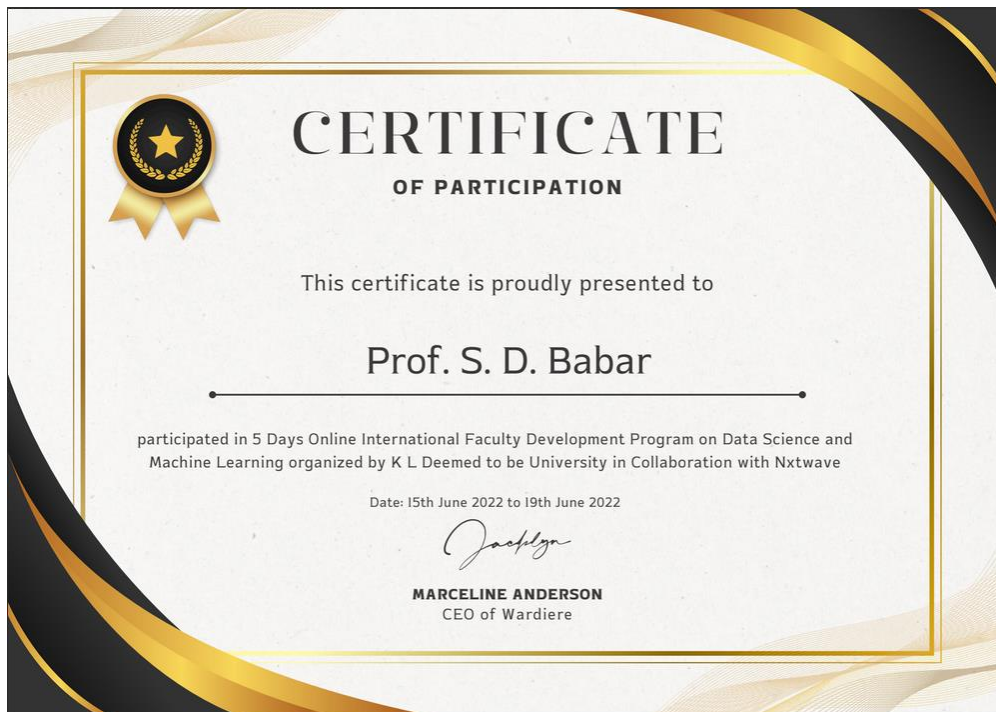 CERTIFICATE
OF PARTICIPATION
This certificate is proudly presented to
Prof. S. D. Babar
participated in 5 Days Online International Faculty Development Program on Data Science and
Machine Learning organized by K L Deemed to be University in Collaboration with Nxtwave
Date: 15th June 2022 to 19th June 2022
Jacklyn
MARCELINE ANDERSON
CEO of Wardiere